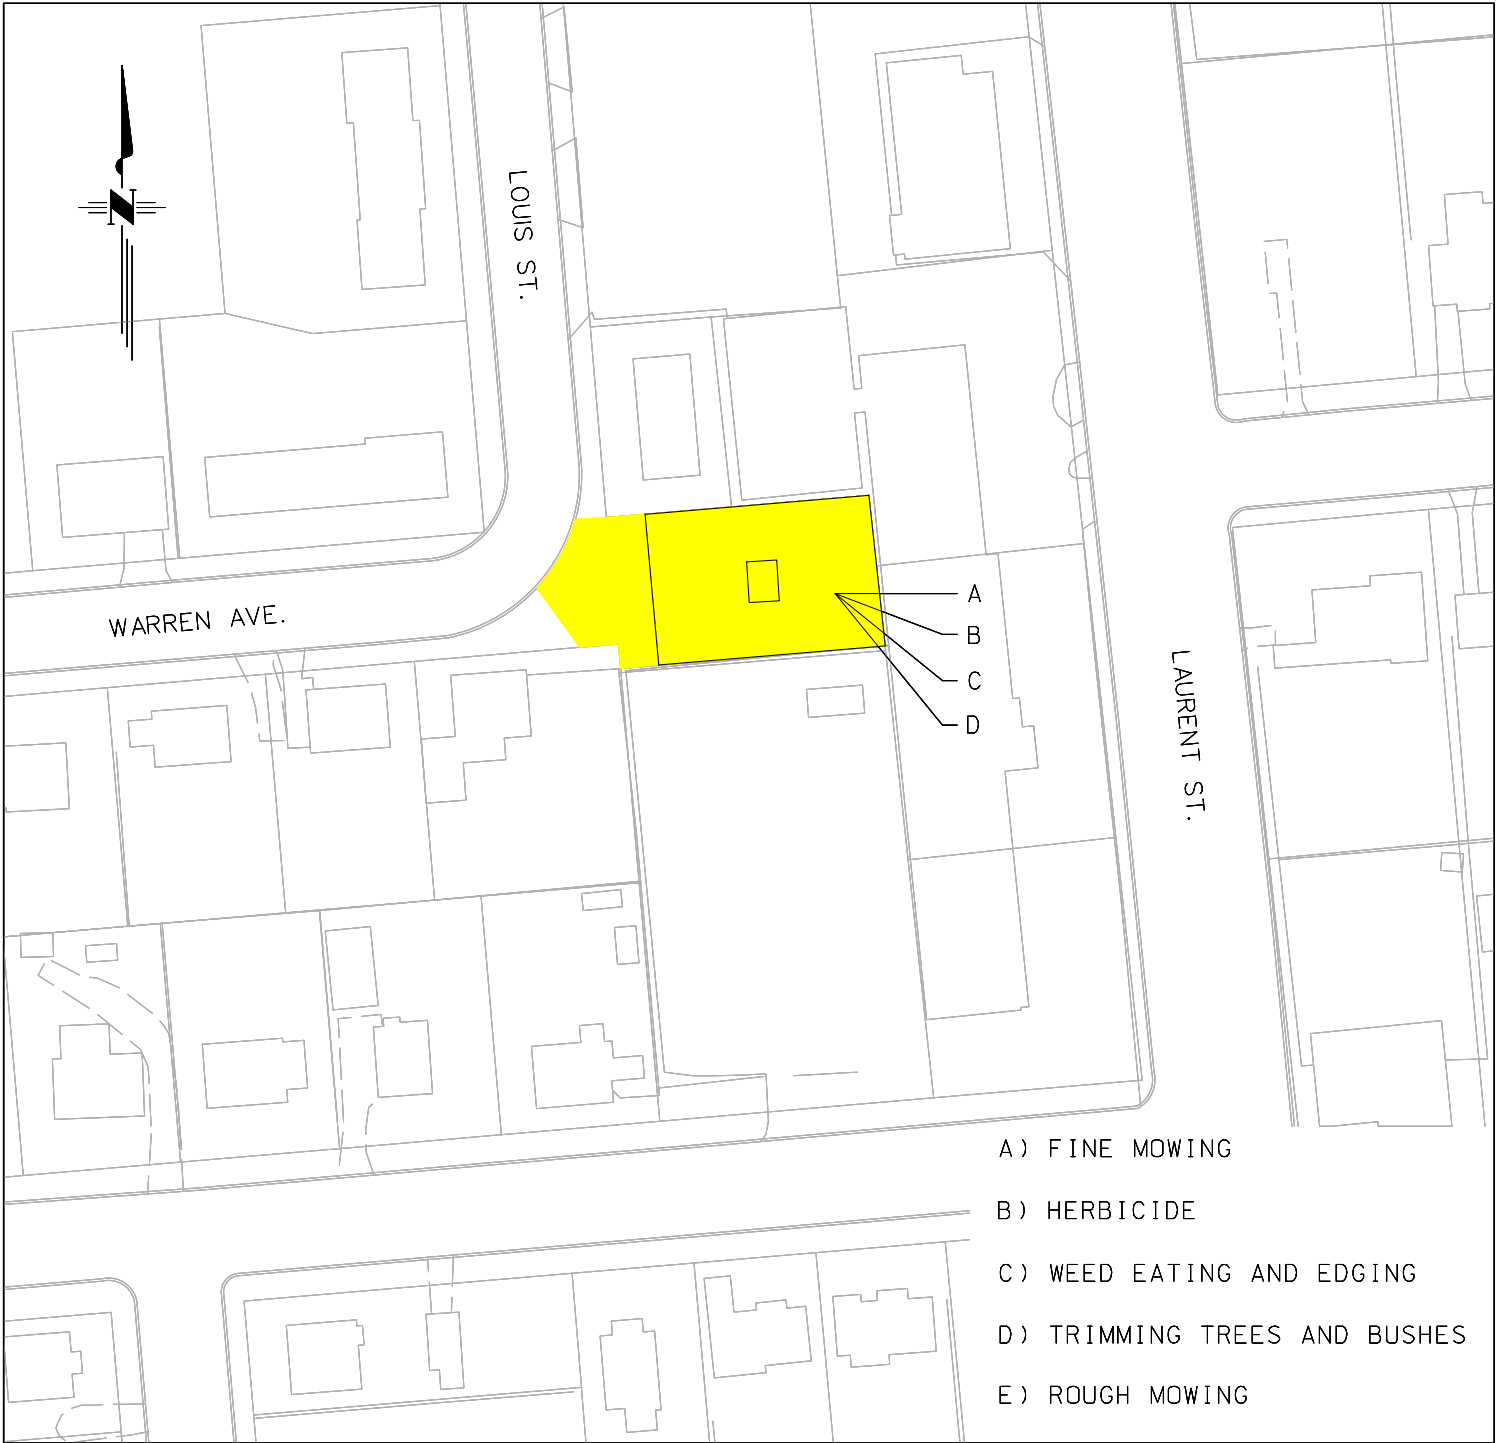 N
LOUIS ST.
WARREN AVE.
A
B
C
D
LAURENT ST.
A) FINE MOWING
B) HERBICIDE
C) WEED EATING AND EDGING
D) TRIMMING TREES AND BUSHES
E) ROUGH MOWING